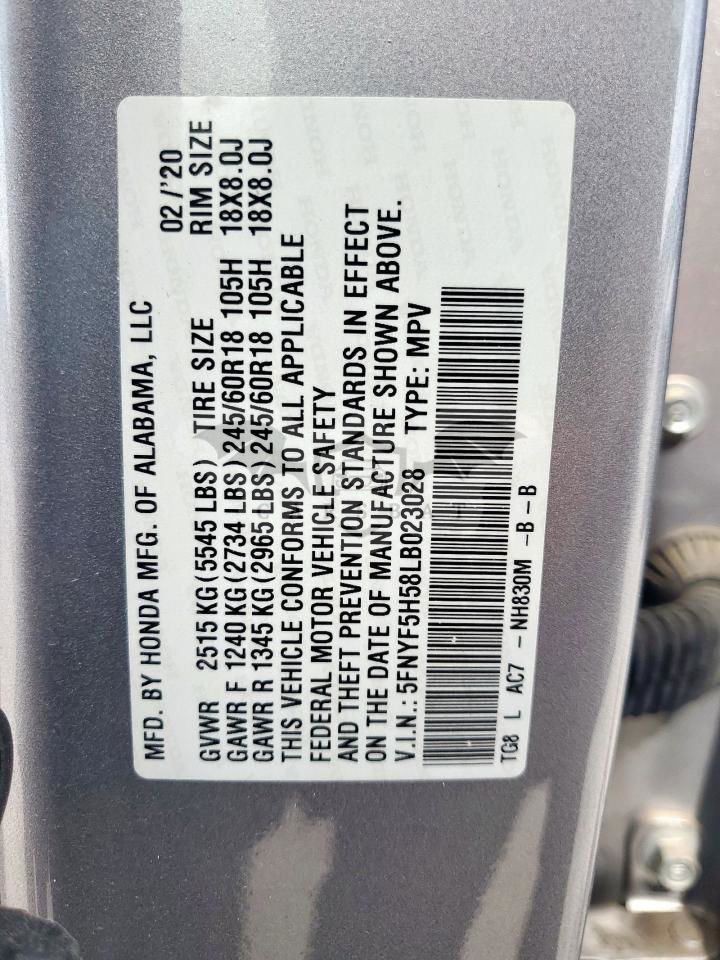 MFD. BY HONDA MFG. OF ALABAMA, LLC 02/'20
GVWR 2515 KG(5545 LBS) TIRE SIZE RIM SIZE
GAWR F 1240 KG(2734 LBS) 245/60R18 105H 18X8.0J
GAWR R 1345 KG(2965 LBS) 245/60R18 105H 18X8.0J
THIS VEHICLE CONFORMS TO ALL APPLICABLE
FEDERAL MOTOR VEHICLE SAFETY
AND THEFT PREVENTION STANDARDS IN EFFECT
ON THE DATE OF MANUFACTURE SHOWN ABOVE.
V.I.N.: 5FNYF5H58LB023028 TYPE: MPV
TG8 L AC7 -NH830M -B-B